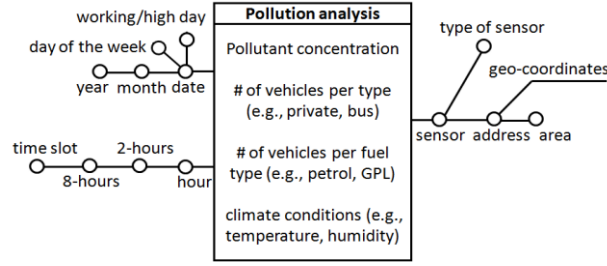 working/high day
day of the week
year month date
time slot
2-hours
8-hours
hour
Pollution analysis
Pollutant concentration
# of vehicles per type
(e.g., private, bus)
# of vehicles per fuel
type (e.g., petrol, GPL)
climate conditions (e.g.,
temperature, humidity)
type of sensor
geo-coordinates
sensor address area